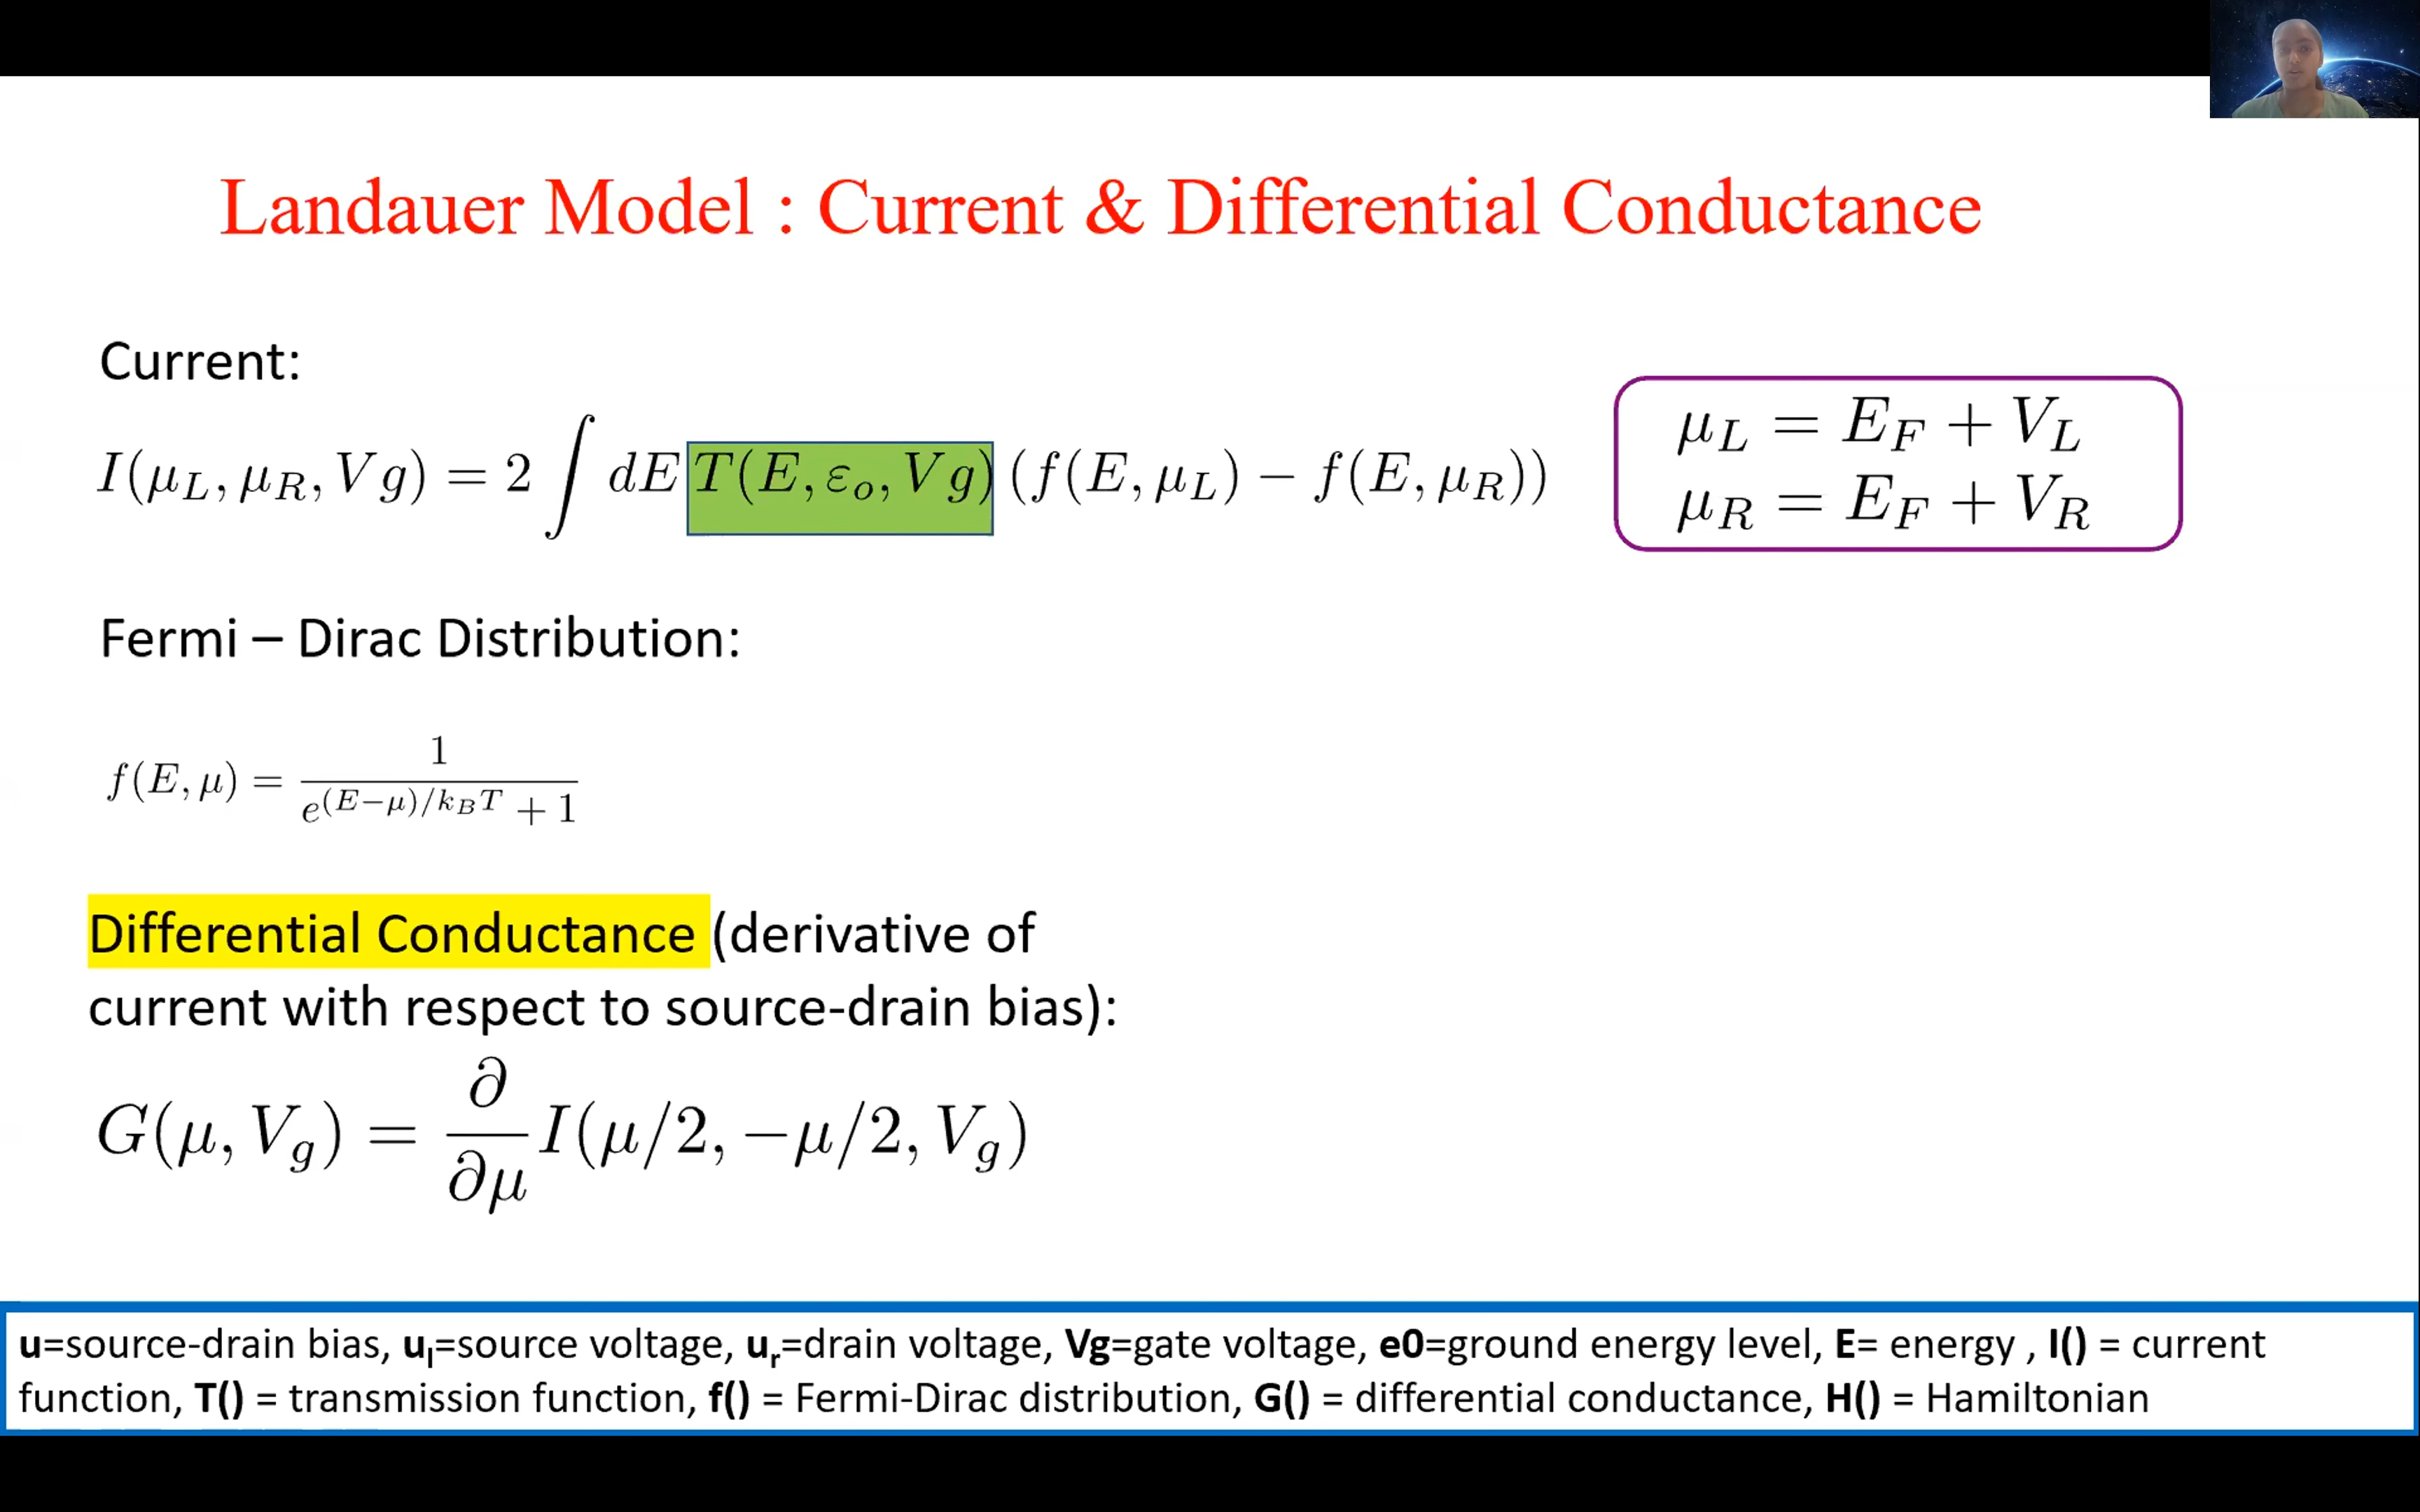 Landauer Model : Current & Differential Conductance
Current:
I(μ_L, μ_R, Vg) = 2 ∫ dE T(E, ε_o, Vg) (f(E, μ_L) − f(E, μ_R))
μ_L = E_F + V_L
μ_R = E_F + V_R
Fermi – Dirac Distribution:
f(E, μ) = 1 / (e^{(E−μ)/k_B T} + 1)
Differential Conductance (derivative of
current with respect to source-drain bias):
G(μ, V_g) = ∂/∂μ I(μ/2, −μ/2, V_g)
u=source-drain bias, u_l=source voltage, u_r=drain voltage, Vg=gate voltage, e0=ground energy level, E= energy , I() = current
function, T() = transmission function, f() = Fermi-Dirac distribution, G() = differential conductance, H() = Hamiltonian